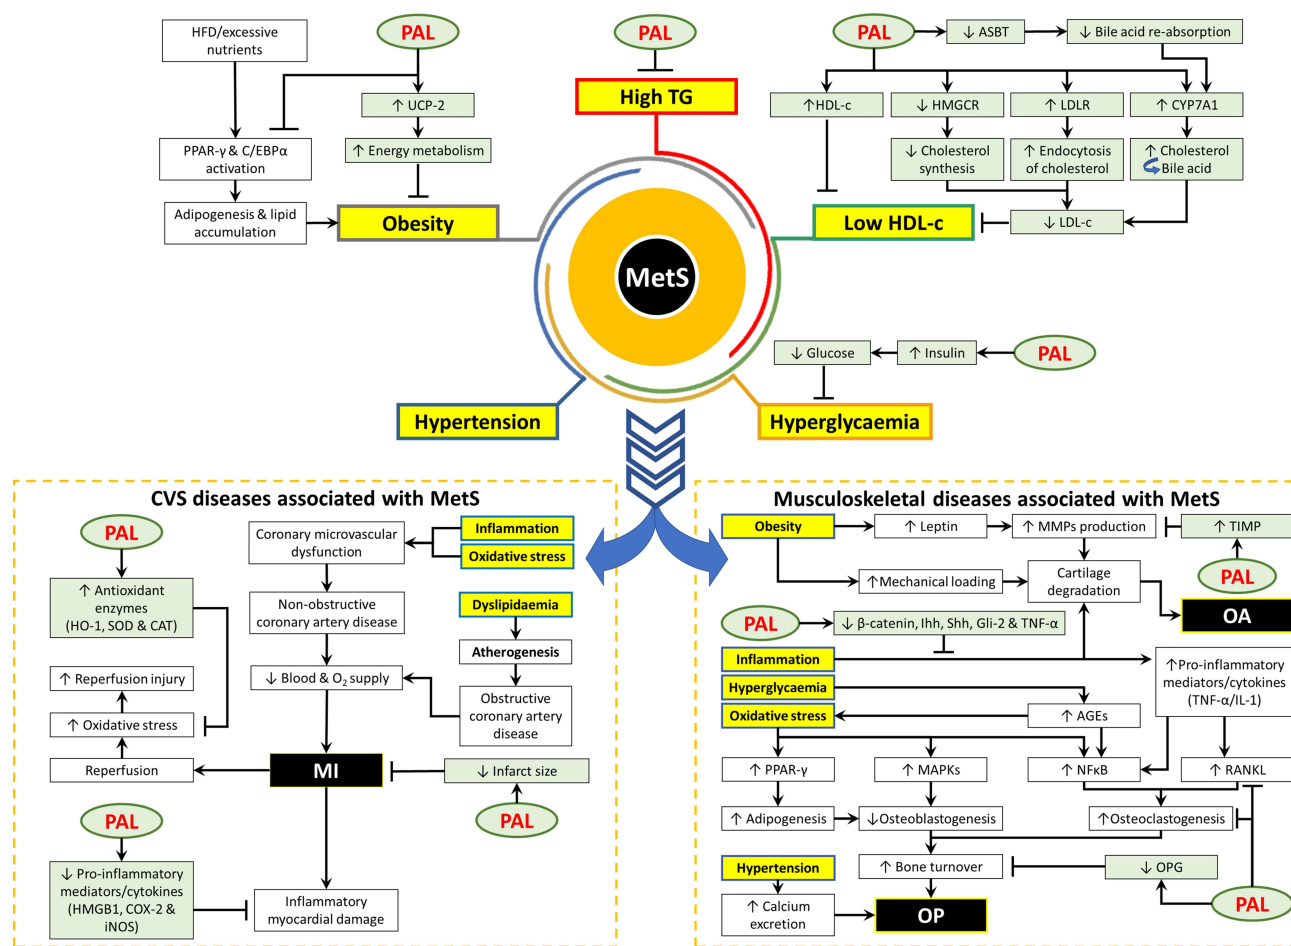 HFD/excessive
nutrients
PAL
↑ UCP-2
PPAR-γ & C/EBPα
activation
↑ Energy metabolism
Adipogenesis & lipid
accumulation
Obesity
PAL
High TG
PAL
↓ ASBT
↓ Bile acid re-absorption
↑HDL-c
↓ HMGCR
↑ LDLR
↑ CYP7A1
↓ Cholesterol
synthesis
↑ Endocytosis
of cholesterol
↑ Cholesterol
Bile acid
Low HDL-c
↓ LDL-c
MetS
↓ Glucose
↑ Insulin
PAL
Hypertension
Hyperglycaemia
CVS diseases associated with MetS
PAL
Coronary microvascular
dysfunction
Inflammation
Oxidative stress
↑ Antioxidant
enzymes
(HO-1, SOD & CAT)
Non-obstructive
coronary artery disease
Dyslipidaemia
Atherogenesis
↑ Reperfusion injury
↓ Blood & O₂ supply
Obstructive
coronary artery
disease
↑ Oxidative stress
Reperfusion
MI
↓ Infarct size
PAL
PAL
↓ Pro-inflammatory
mediators/cytokines
(HMGB1, COX-2 &
iNOS)
Inflammatory
myocardial damage
Musculoskeletal diseases associated with MetS
Obesity
↑ Leptin
↑ MMPs production
↑ TIMP
↑Mechanical loading
Cartilage
degradation
PAL
OA
PAL
↓ β-catenin, Ihh, Shh, Gli-2 & TNF-α
Inflammation
↑Pro-inflammatory
mediators/cytokines
(TNF-α/IL-1)
Hyperglycaemia
Oxidative stress
↑ AGEs
↑ PPAR-γ
↑ MAPKs
↑ NFκB
↑ RANKL
↑ Adipogenesis
↓Osteoblastogenesis
↑Osteoclastogenesis
Hypertension
↑ Bone turnover
↓ OPG
↑ Calcium
excretion
OP
PAL